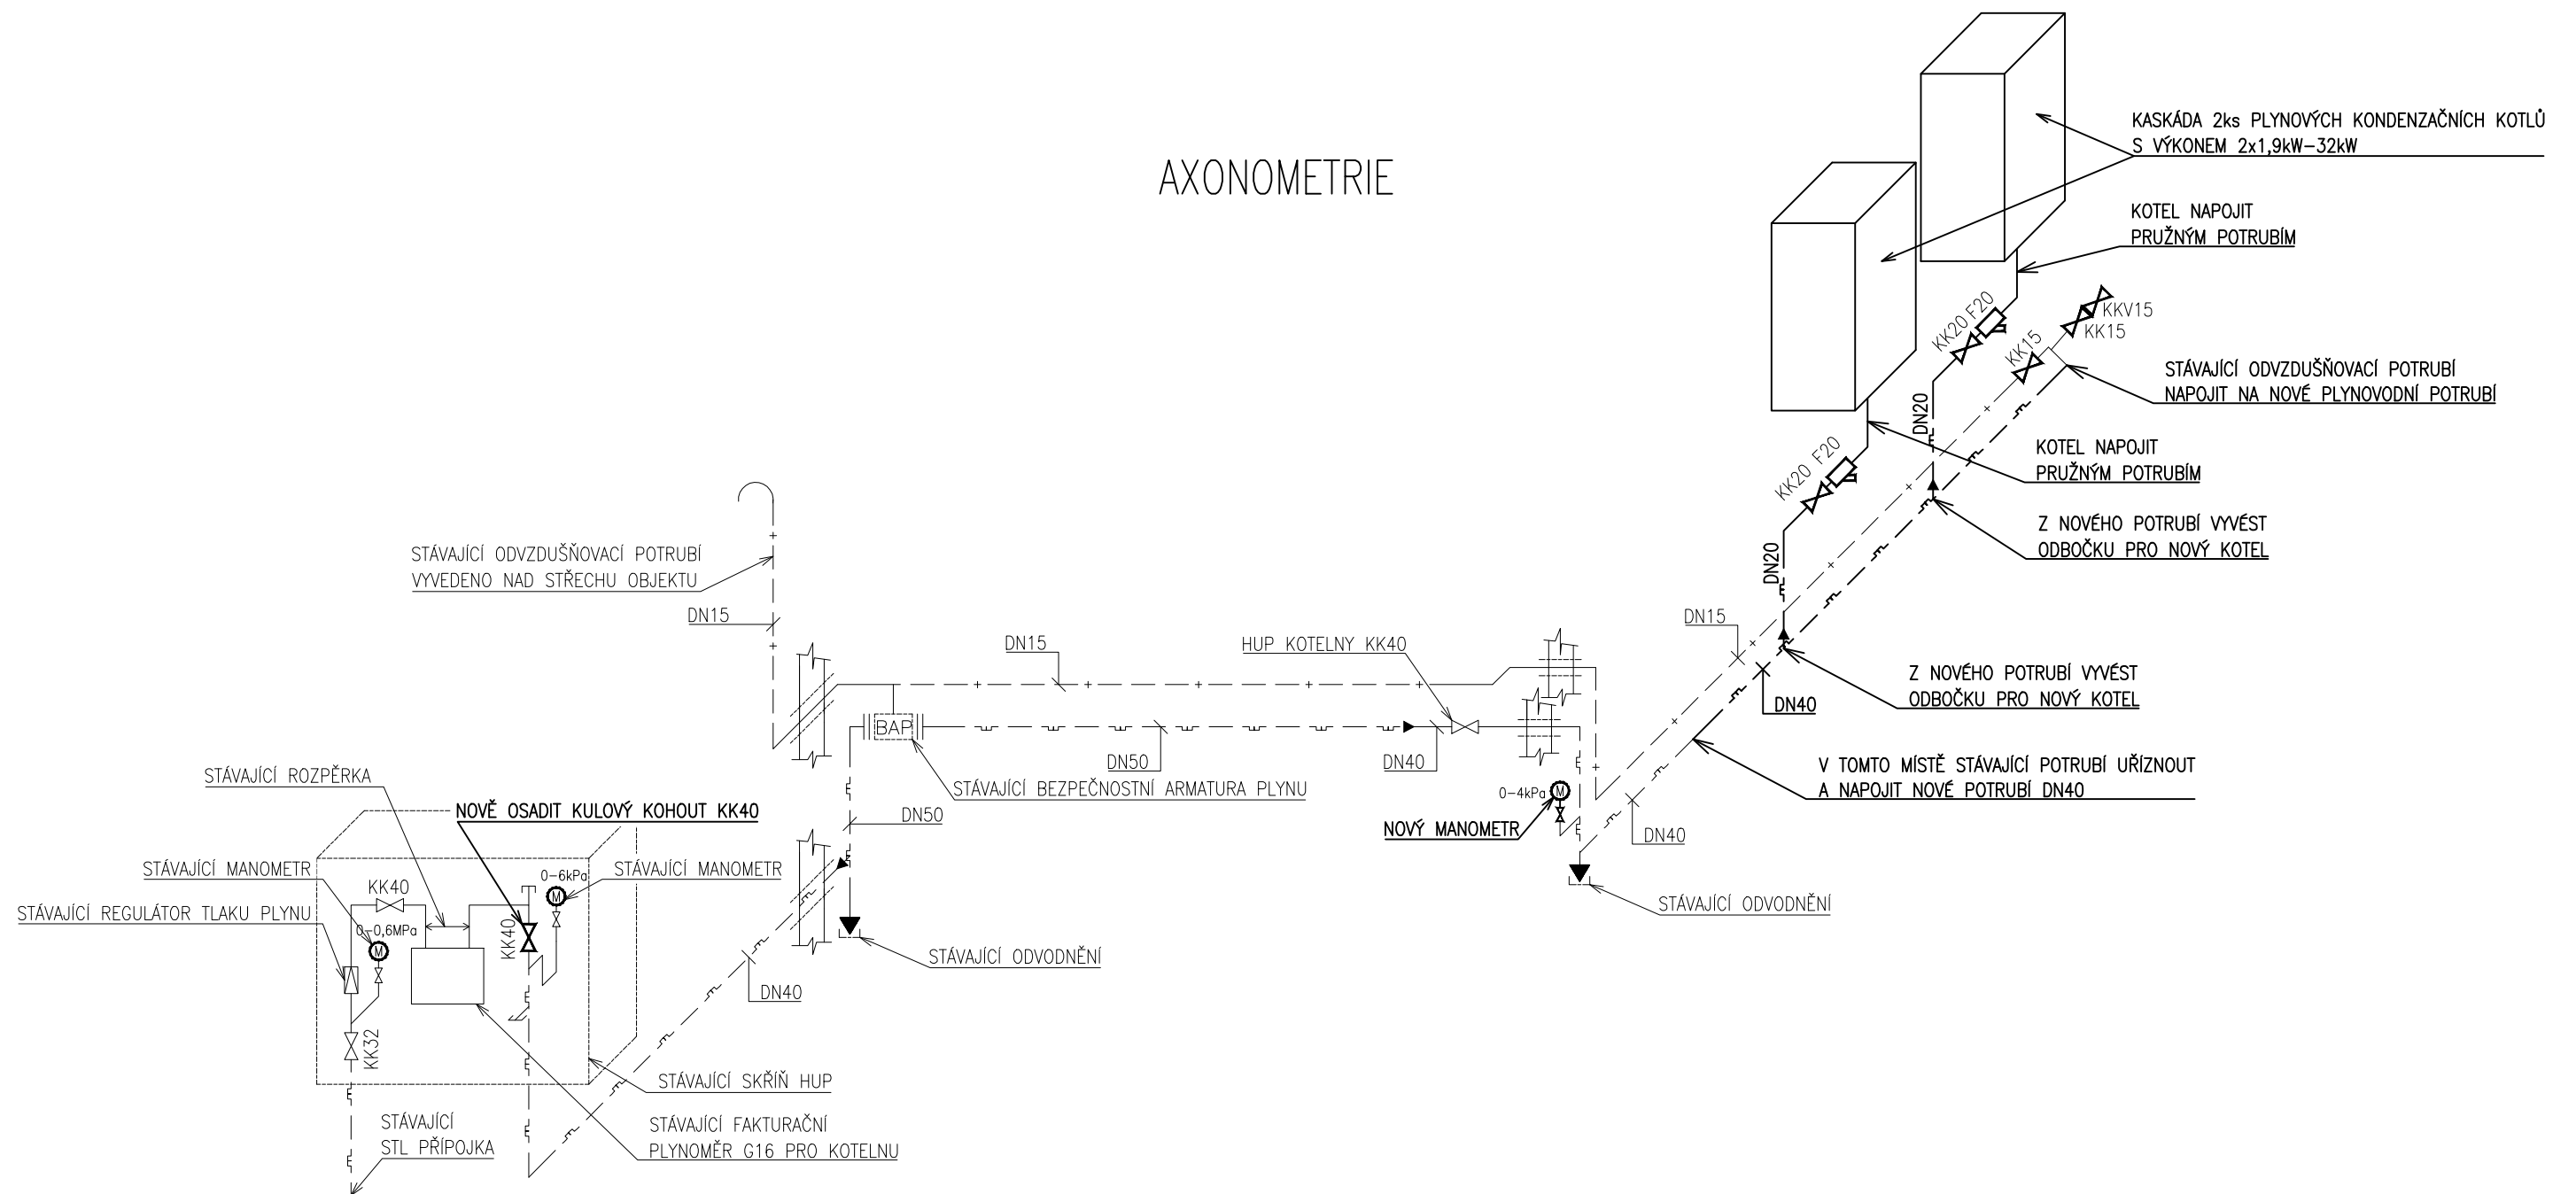 AXONOMETRIE
KASKÁDA 2ks PLYNOVÝCH KONDENZAČNÍCH KOTLŮ
S VÝKONEM 2x1,9kW-32kW
KOTEL NAPOJIT
PRUŽNÝM POTRUBÍM
KK20 F20
KKV15
KK15
KK15
STÁVAJÍCÍ ODVZDUŠŇOVACÍ POTRUBÍ
NAPOJIT NA NOVÉ PLYNOVODNÍ POTRUBÍ
DN20
KOTEL NAPOJIT
PRUŽNÝM POTRUBÍM
KK20 F20
Z NOVÉHO POTRUBÍ VYVÉST
ODBOČKU PRO NOVÝ KOTEL
DN20
STÁVAJÍCÍ ODVZDUŠŇOVACÍ POTRUBÍ
VYVEDENO NAD STŘECHU OBJEKTU
DN15
DN15
HUP KOTELNY KK40
DN15
Z NOVÉHO POTRUBÍ VYVÉST
ODBOČKU PRO NOVÝ KOTEL
DN40
BAP
DN50
DN40
STÁVAJÍCÍ BEZPEČNOSTNÍ ARMATURA PLYNU
V TOMTO MÍSTĚ STÁVAJÍCÍ POTRUBÍ UŘÍZNOUT
A NAPOJIT NOVÉ POTRUBÍ DN40
0-4kPa
M
NOVÝ MANOMETR
DN40
STÁVAJÍCÍ ODVODNĚNÍ
STÁVAJÍCÍ ROZPĚRKA
NOVĚ OSADIT KULOVÝ KOHOUT KK40
DN50
STÁVAJÍCÍ MANOMETR
KK40
0-6kPa
M
STÁVAJÍCÍ MANOMETR
STÁVAJÍCÍ REGULÁTOR TLAKU PLYNU
0-0,6MPa
M
KK40
STÁVAJÍCÍ ODVODNĚNÍ
DN40
KK32
STÁVAJÍCÍ SKŘÍŇ HUP
STÁVAJÍCÍ
STL PŘÍPOJKA
STÁVAJÍCÍ FAKTURAČNÍ
PLYNOMĚR G16 PRO KOTELNU